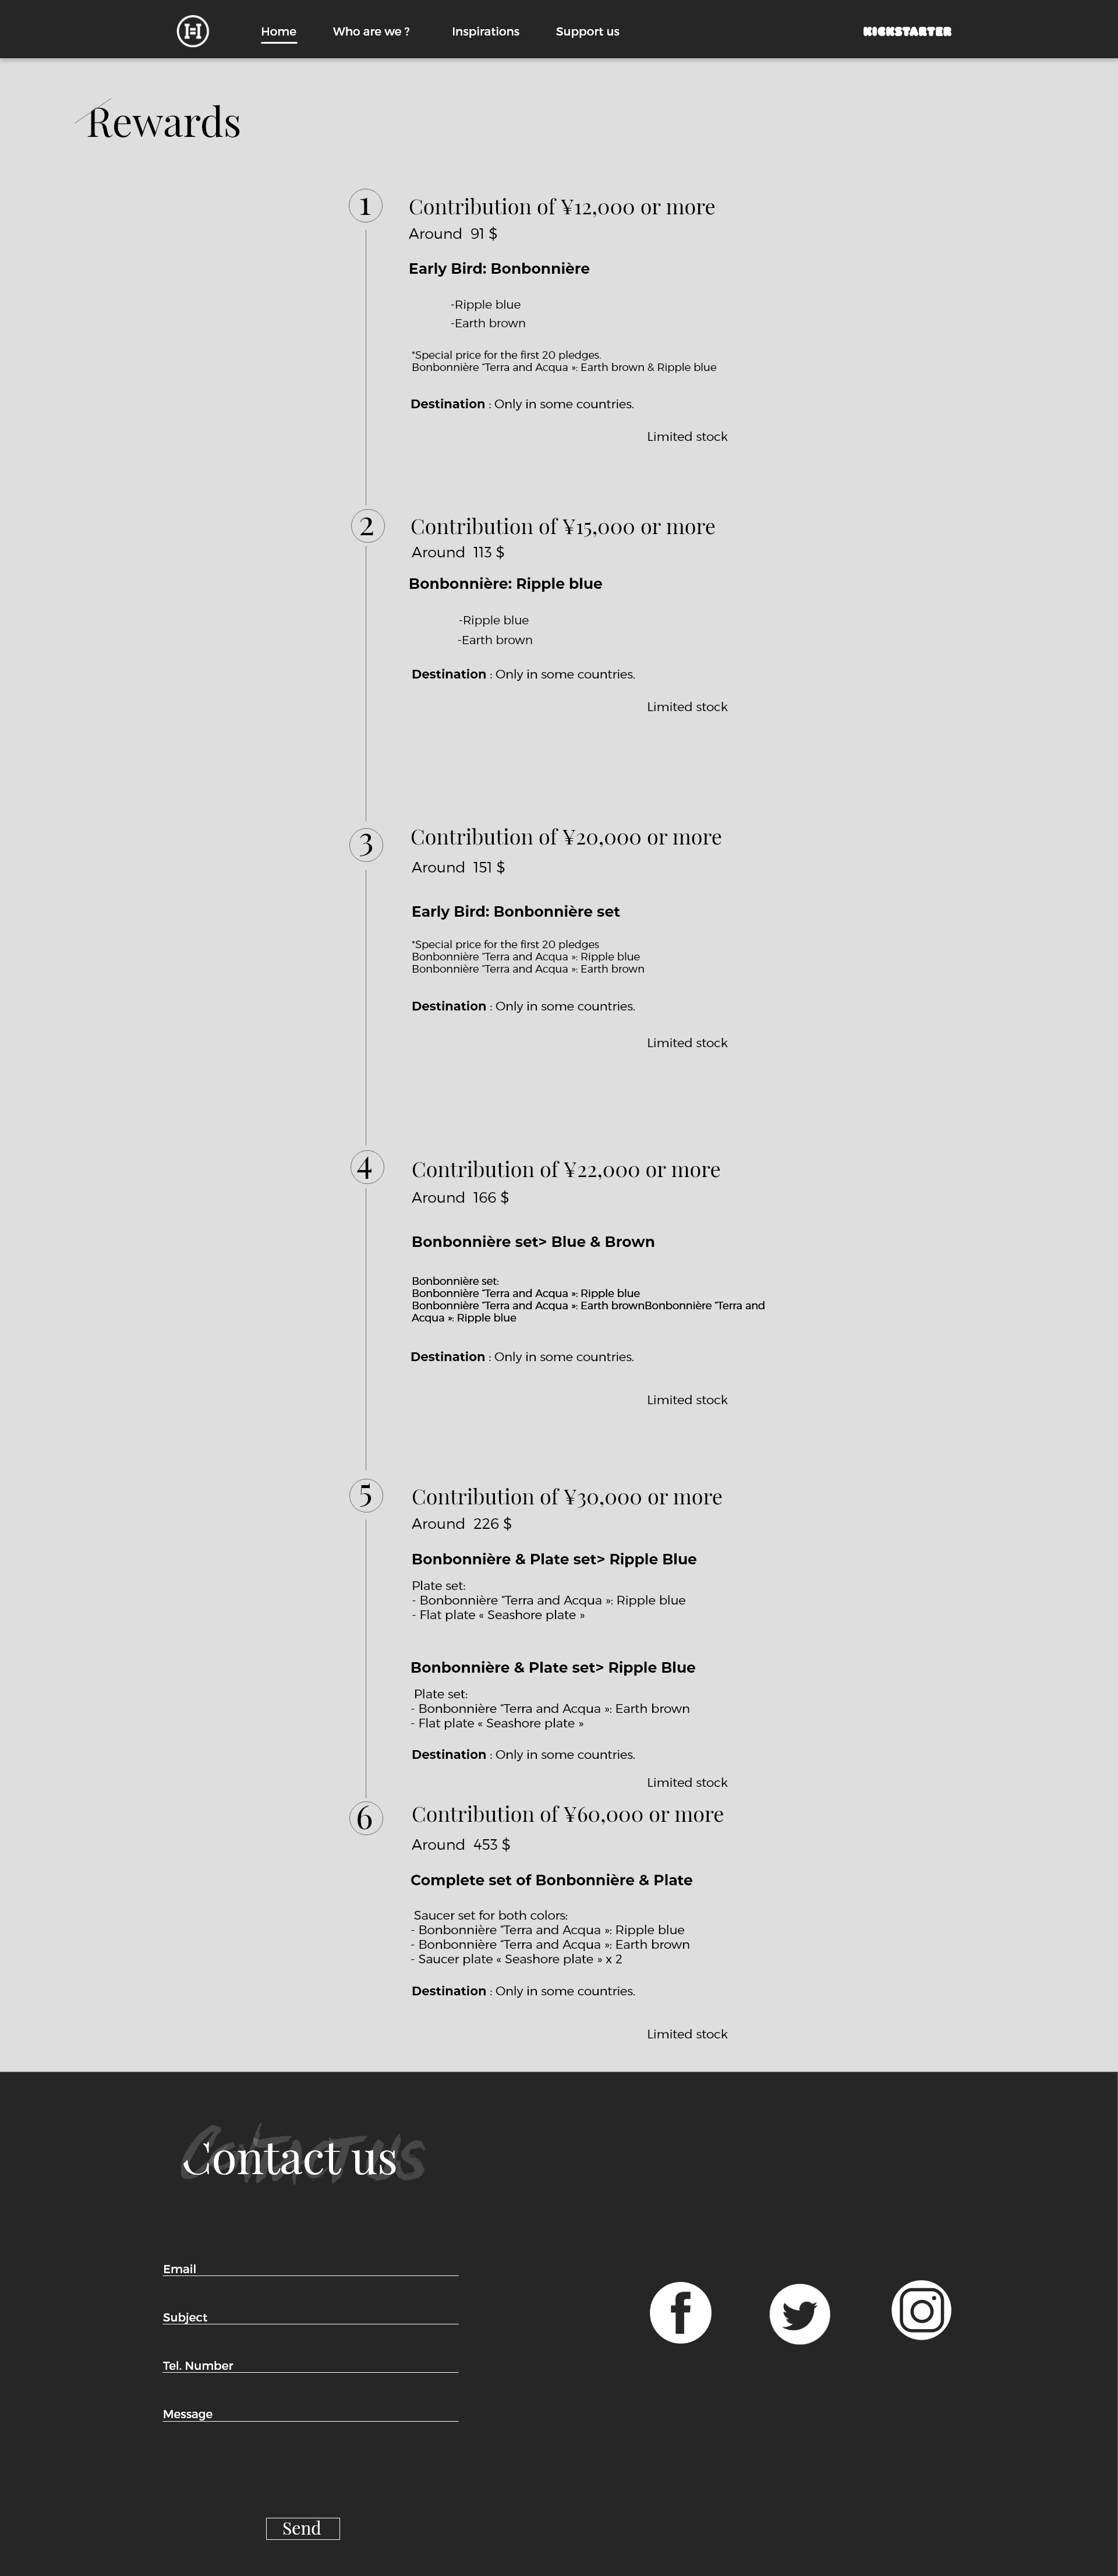 H
Home Who are we ? Inspirations Support us KICKSTARTER
Rewards
1 Contribution of ¥12,000 or more
Around 91 $
Early Bird: Bonbonnière
-Ripple blue
-Earth brown
*Special price for the first 20 pledges.
Bonbonnière "Terra and Acqua »: Earth brown & Ripple blue
Destination : Only in some countries.
Limited stock
2 Contribution of ¥15,000 or more
Around 113 $
Bonbonnière: Ripple blue
-Ripple blue
-Earth brown
Destination : Only in some countries.
Limited stock
3 Contribution of ¥20,000 or more
Around 151 $
Early Bird: Bonbonnière set
*Special price for the first 20 pledges
Bonbonnière "Terra and Acqua »: Ripple blue
Bonbonnière "Terra and Acqua »: Earth brown
Destination : Only in some countries.
Limited stock
4 Contribution of ¥22,000 or more
Around 166 $
Bonbonnière set> Blue & Brown
Bonbonnière set:
Bonbonnière "Terra and Acqua »: Ripple blue
Bonbonnière "Terra and Acqua »: Earth brownBonbonnière "Terra and
Acqua »: Ripple blue
Destination : Only in some countries.
Limited stock
5 Contribution of ¥30,000 or more
Around 226 $
Bonbonnière & Plate set> Ripple Blue
Plate set:
- Bonbonnière "Terra and Acqua »: Ripple blue
- Flat plate « Seashore plate »
Bonbonnière & Plate set> Ripple Blue
Plate set:
- Bonbonnière "Terra and Acqua »: Earth brown
- Flat plate « Seashore plate »
Destination : Only in some countries.
Limited stock
6 Contribution of ¥60,000 or more
Around 453 $
Complete set of Bonbonnière & Plate
Saucer set for both colors:
- Bonbonnière "Terra and Acqua »: Ripple blue
- Bonbonnière "Terra and Acqua »: Earth brown
- Saucer plate « Seashore plate » x 2
Destination : Only in some countries.
Limited stock
Contact us
Contact us
Email
Subject
Tel. Number
Message
Send